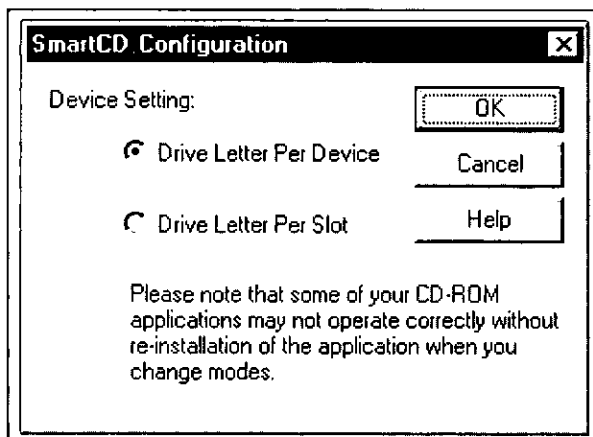 SmartCD Configuration
Device Setting:
OK
Drive Letter Per Device
Cancel
Drive Letter Per Slot
Help
Please note that some of your CD-ROM
applications may not operate correctly without
re-installation of the application when you
change modes.